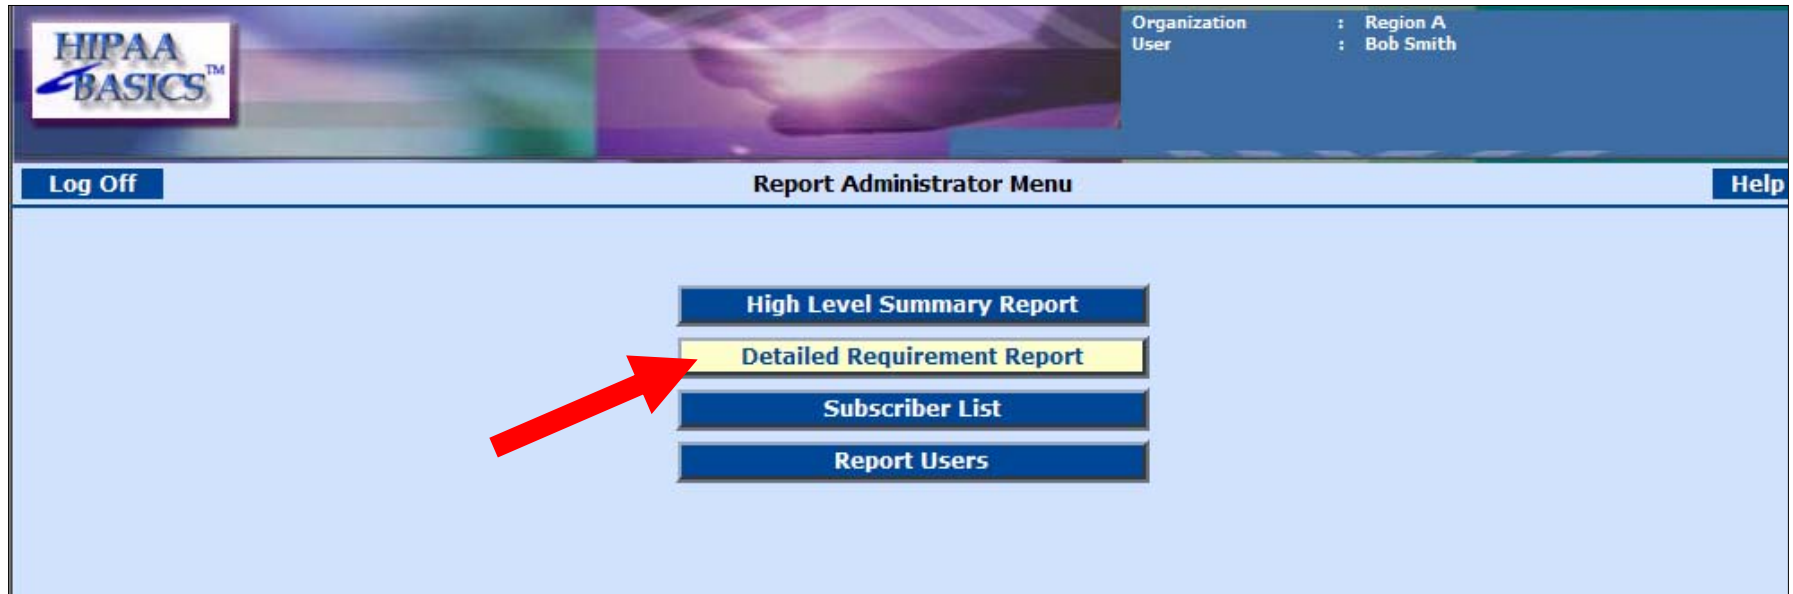 HIPAA
BASICS™
Organization : Region A
User : Bob Smith
Log Off
Report Administrator Menu
Help
High Level Summary Report
Detailed Requirement Report
Subscriber List
Report Users